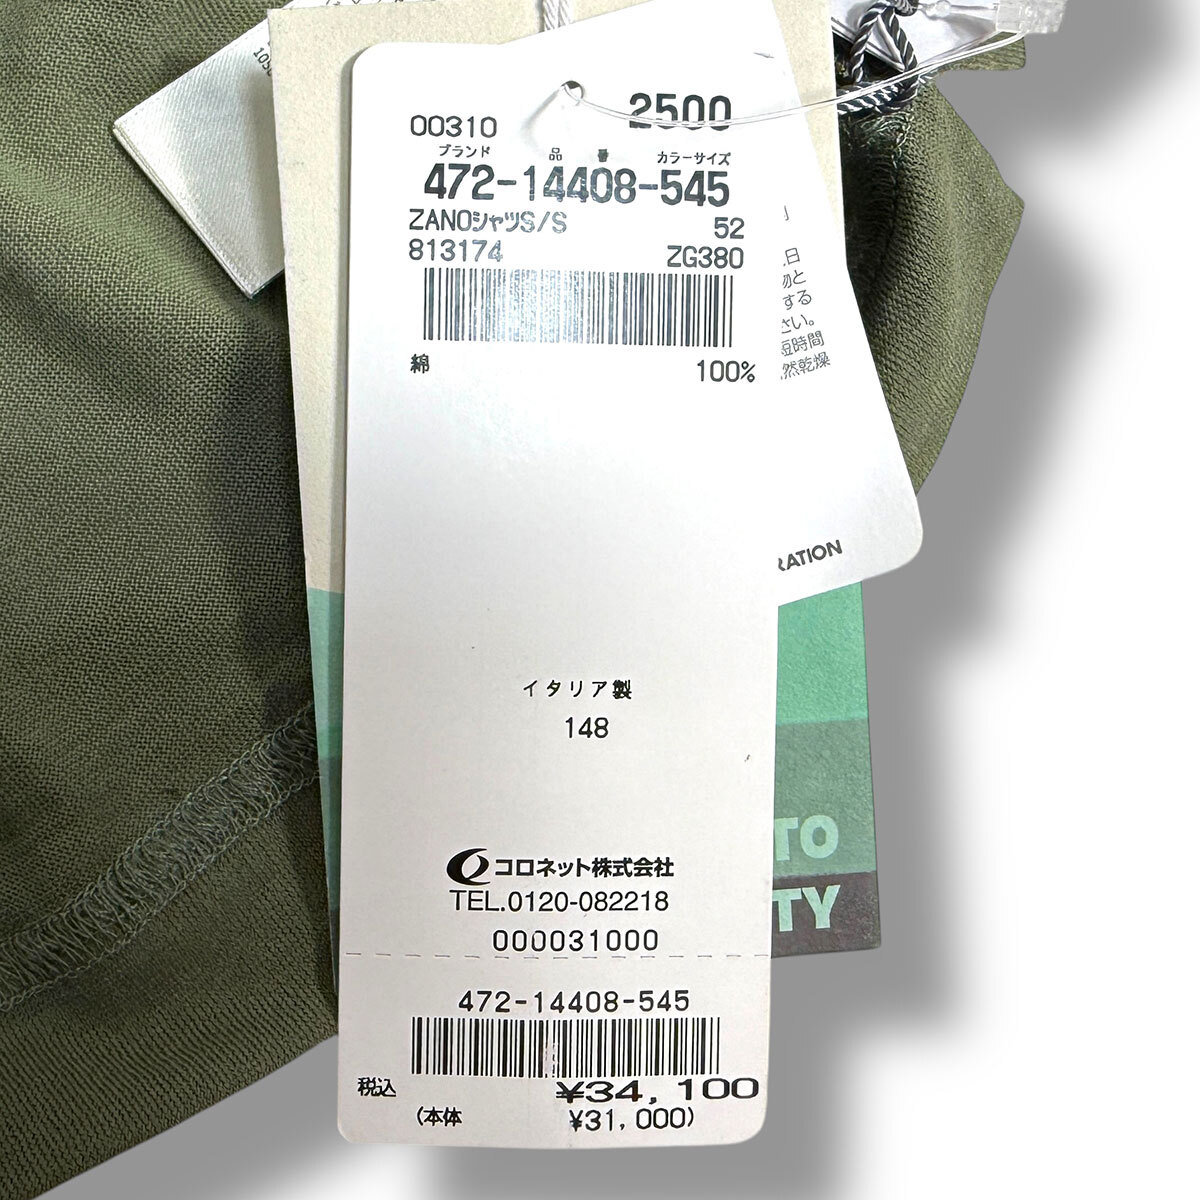 2500
00310
ブランド 品番 カラーサイズ
472-14408-545
ZANOシャツS/S 52
813174 ZG380
綿 100%
イタリア製
148
コロネット株式会社
TEL.0120-082218
000031000
472-14408-545
税込 ¥34,100
(本体 ¥31,000)
日
物と
する
さい。
短時間
然乾燥
RATION
TO
TY